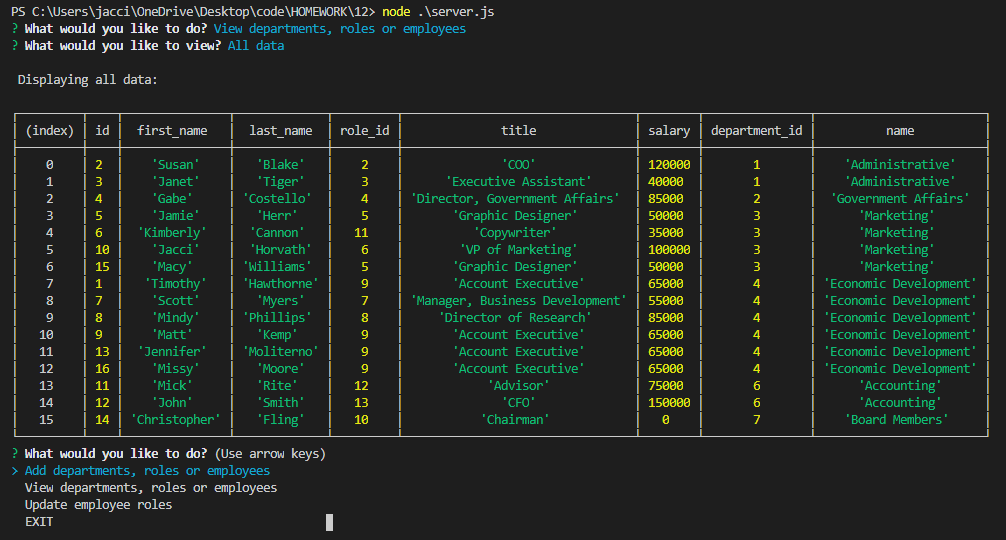 PS C:\Users\jacci\OneDrive\Desktop\code\HOMEWORK\12> node .\server.js
? What would you like to do? View departments, roles or employees
? What would you like to view? All data
Displaying all data:
(index) id first_name last_name role_id title salary department_id name
0 2 'Susan' 'Blake' 2 'COO' 120000 1 'Administrative'
1 3 'Janet' 'Tiger' 3 'Executive Assistant' 40000 1 'Administrative'
2 4 'Gabe' 'Costello' 4 'Director, Government Affairs' 85000 2 'Government Affairs'
3 5 'Jamie' 'Herr' 5 'Graphic Designer' 50000 3 'Marketing'
4 6 'Kimberly' 'Cannon' 11 'Copywriter' 35000 3 'Marketing'
5 10 'Jacci' 'Horvath' 6 'VP of Marketing' 100000 3 'Marketing'
6 15 'Macy' 'Williams' 5 'Graphic Designer' 50000 3 'Marketing'
7 1 'Timothy' 'Hawthorne' 9 'Account Executive' 65000 4 'Economic Development'
8 7 'Scott' 'Myers' 7 'Manager, Business Development' 55000 4 'Economic Development'
9 8 'Mindy' 'Phillips' 8 'Director of Research' 85000 4 'Economic Development'
10 9 'Matt' 'Kemp' 9 'Account Executive' 65000 4 'Economic Development'
11 13 'Jennifer' 'Moliterno' 9 'Account Executive' 65000 4 'Economic Development'
12 16 'Missy' 'Moore' 9 'Account Executive' 65000 4 'Economic Development'
13 11 'Mick' 'Rite' 12 'Advisor' 75000 6 'Accounting'
14 12 'John' 'Smith' 13 'CFO' 150000 6 'Accounting'
15 14 'Christopher' 'Fling' 10 'Chairman' 0 7 'Board Members'
? What would you like to do? (Use arrow keys)
> Add departments, roles or employees
View departments, roles or employees
Update employee roles
EXIT